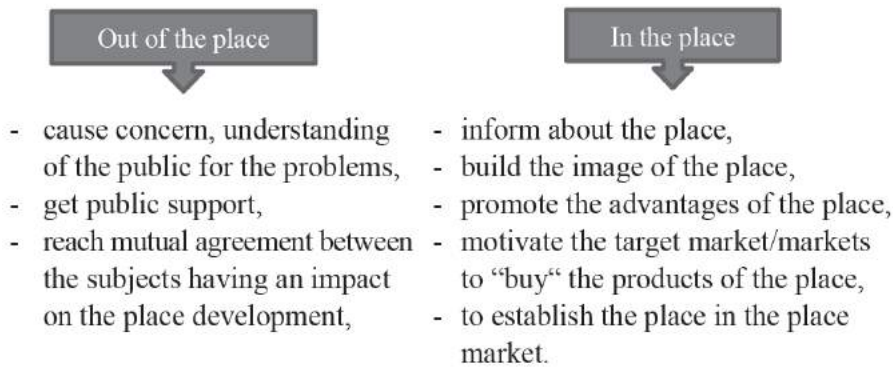 Out of the place
- cause concern, understanding
of the public for the problems,
- get public support,
- reach mutual agreement between
the subjects having an impact
on the place development,
In the place
- inform about the place,
- build the image of the place,
- promote the advantages of the place,
- motivate the target market/markets
to “buy“ the products of the place,
- to establish the place in the place
market.